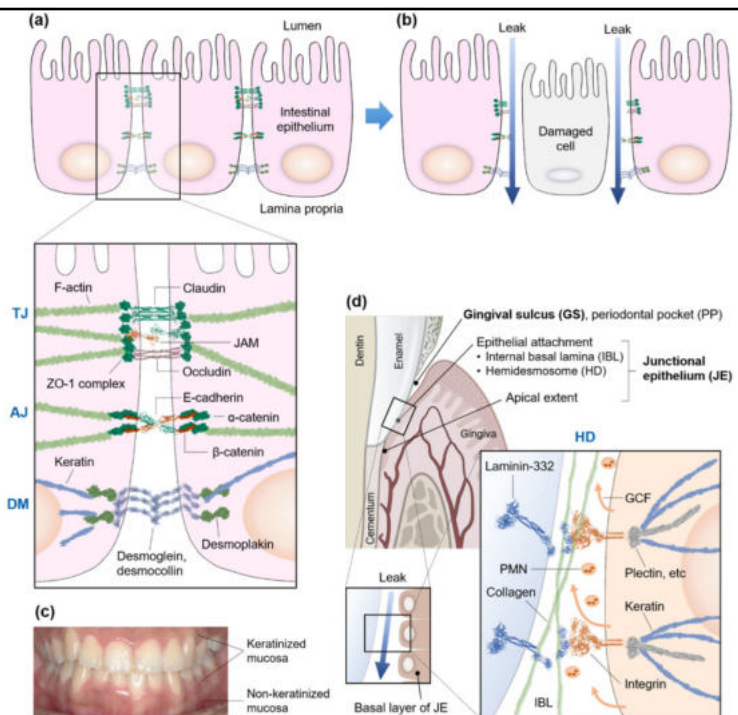 (a)
Lumen
Intestinal
epithelium
Lamina propria
(b)
Leak
Leak
Damaged
cell
TJ
F-actin
Claudin
JAM
ZO-1 complex
Occludin
AJ
E-cadherin
α-catenin
β-catenin
Keratin
DM
Desmoplakin
Desmoglein,
desmocollin
(c)
Keratinized
mucosa
Non-keratinized
mucosa
(d)
Gingival sulcus (GS), periodontal pocket (PP)
Dentin
Enamel
Epithelial attachment
• Internal basal lamina (IBL)
• Hemidesmosome (HD)
Junctional
epithelium (JE)
Apical extent
Gingiva
Cementum
HD
Laminin-332
GCF
PMN
Plectin, etc
Collagen
Keratin
Integrin
IBL
Leak
Basal layer of JE